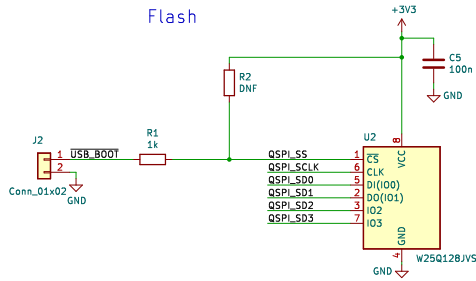 Flash
+3V3
C5
100n
GND
R2
DNF
J2
1
2
USB_BOOT
R1
1k
GND
Conn_01x02
U2
QSPI_SS
1
CS
QSPI_SCLK
6
CLK
QSPI_SD0
5
DI(IO0)
QSPI_SD1
2
DO(IO1)
QSPI_SD2
3
IO2
QSPI_SD3
7
IO3
8
VCC
GND
4
W25Q128JVS
GND